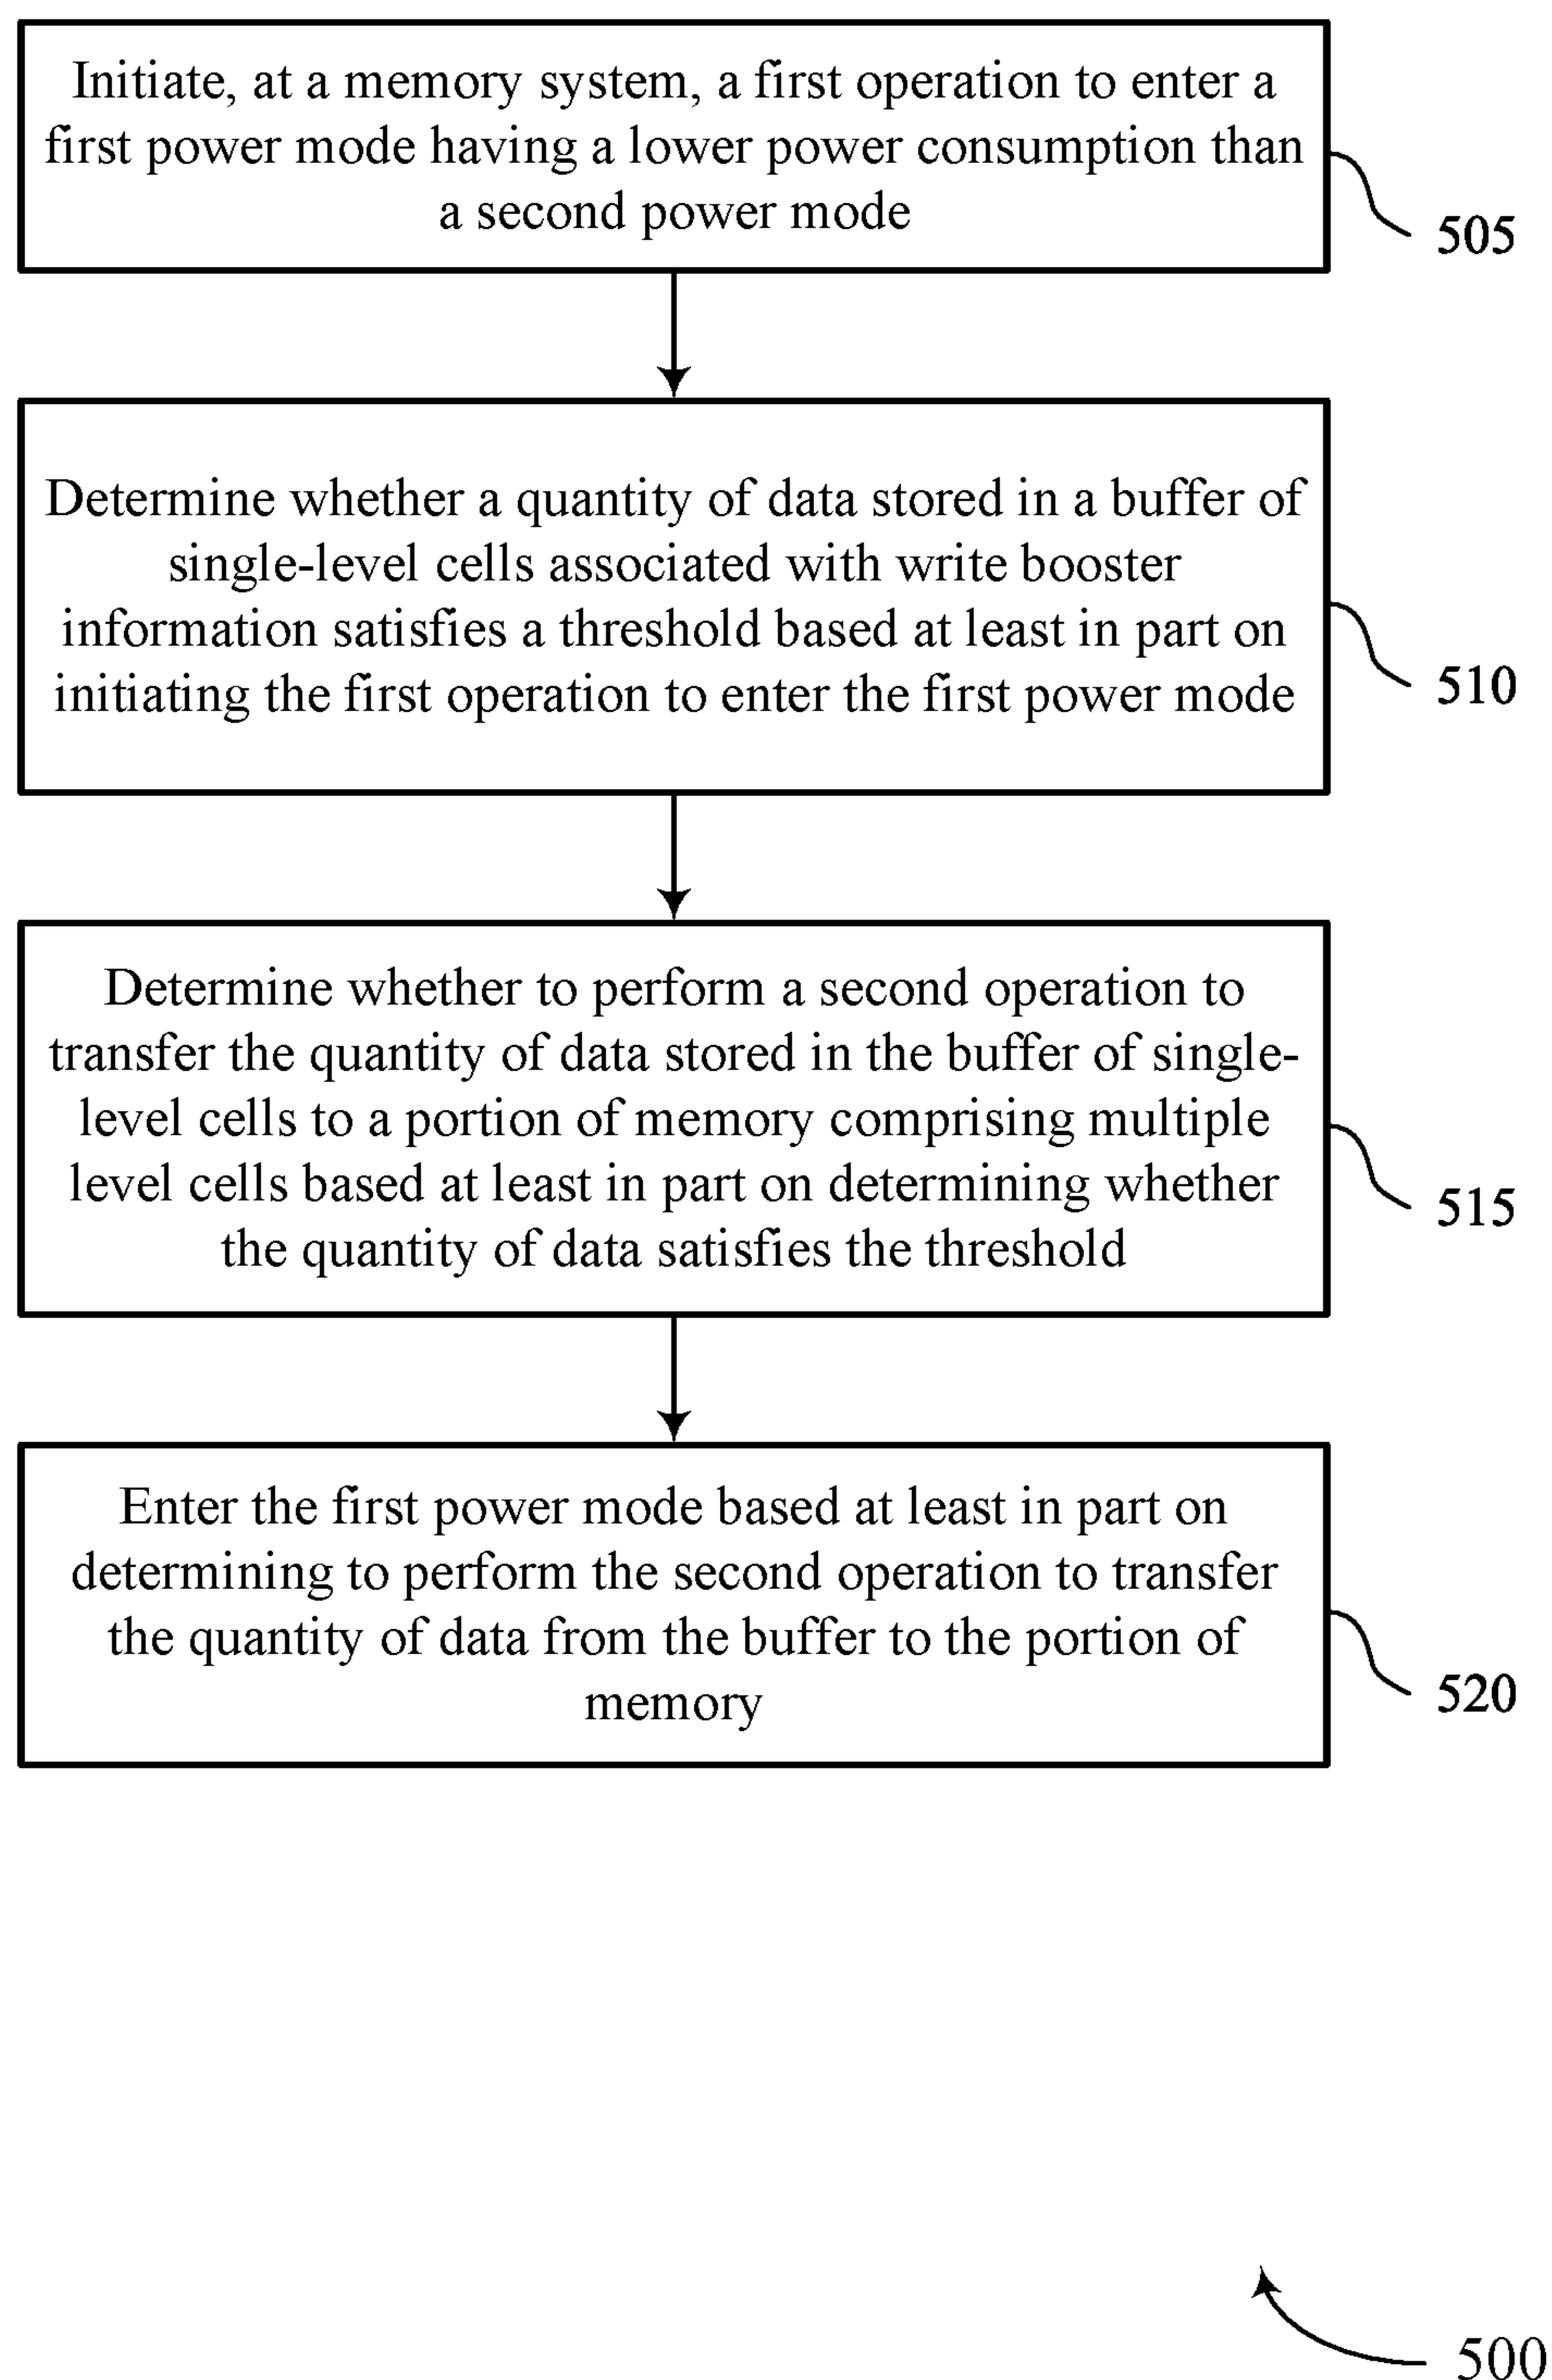 Initiate, at a memory system, a first operation to enter a
first power mode having a lower power consumption than
a second power mode
505
Determine whether a quantity of data stored in a buffer of
single-level cells associated with write booster
information satisfies a threshold based at least in part on
initiating the first operation to enter the first power mode
510
Determine whether to perform a second operation to
transfer the quantity of data stored in the buffer of single-
level cells to a portion of memory comprising multiple
level cells based at least in part on determining whether
the quantity of data satisfies the threshold
515
Enter the first power mode based at least in part on
determining to perform the second operation to transfer
the quantity of data from the buffer to the portion of
memory
520
500